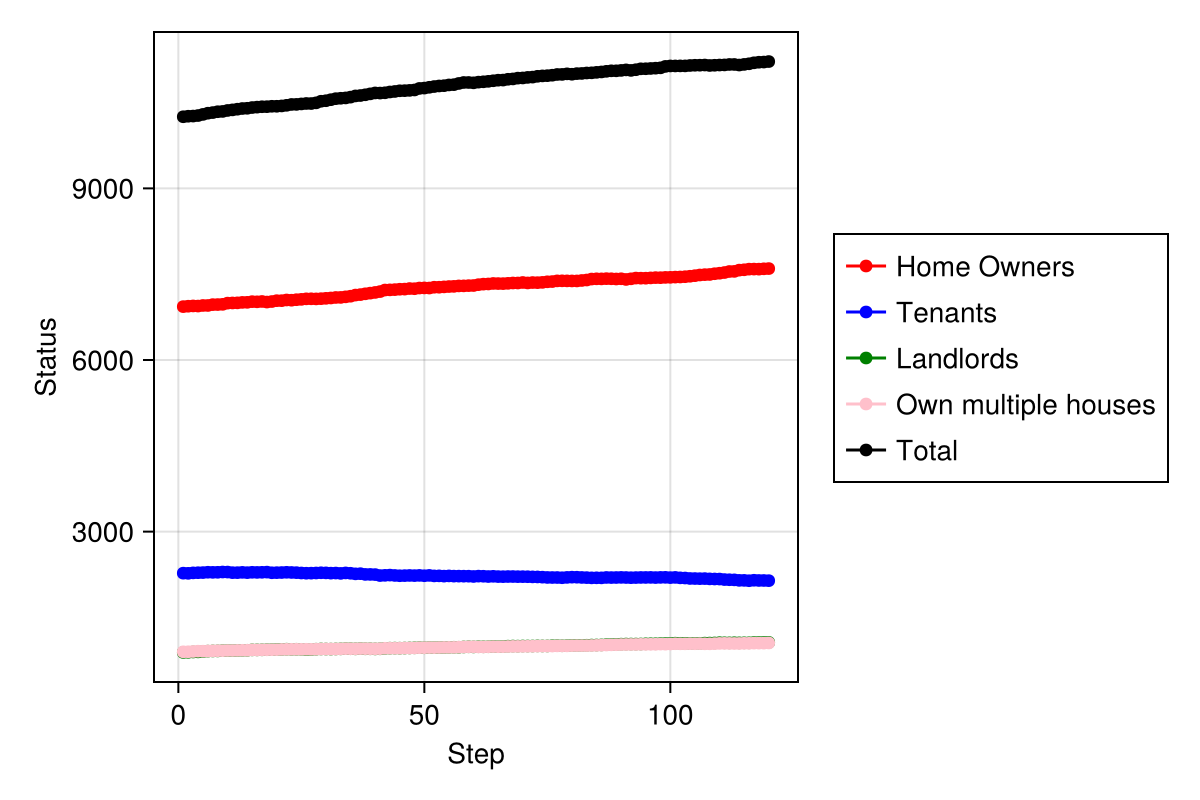 9000
6000
3000
Status
0 50 100
Step
Home Owners
Tenants
Landlords
Own multiple houses
Total